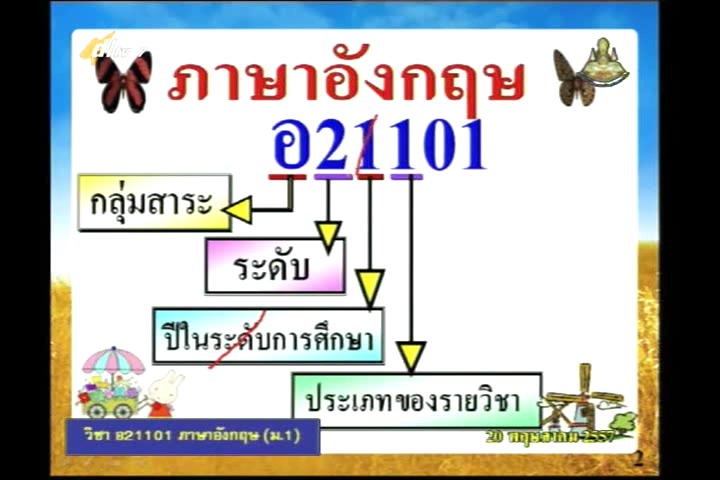 ภาษาอังกฤษ
อ21101
กลุ่มสาระ
ระดับ
ปีในระดับการศึกษา
ประเภทของรายวิชา
วิชา อ21101 ภาษาอังกฤษ (ม.1)
20 พฤษภาคม 2557
2